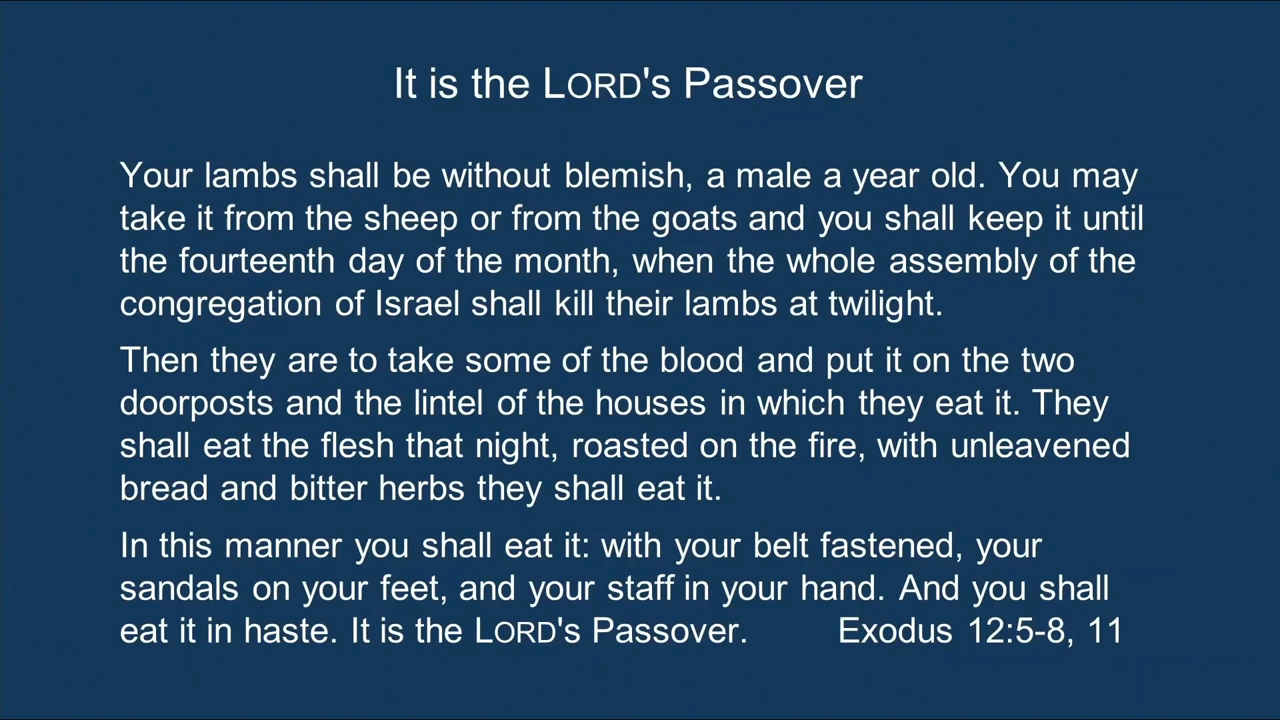 It is the LORD's Passover
Your lambs shall be without blemish, a male a year old. You may
take it from the sheep or from the goats and you shall keep it until
the fourteenth day of the month, when the whole assembly of the
congregation of Israel shall kill their lambs at twilight.
Then they are to take some of the blood and put it on the two
doorposts and the lintel of the houses in which they eat it. They
shall eat the flesh that night, roasted on the fire, with unleavened
bread and bitter herbs they shall eat it.
In this manner you shall eat it: with your belt fastened, your
sandals on your feet, and your staff in your hand. And you shall
eat it in haste. It is the LORD's Passover. Exodus 12:5-8, 11